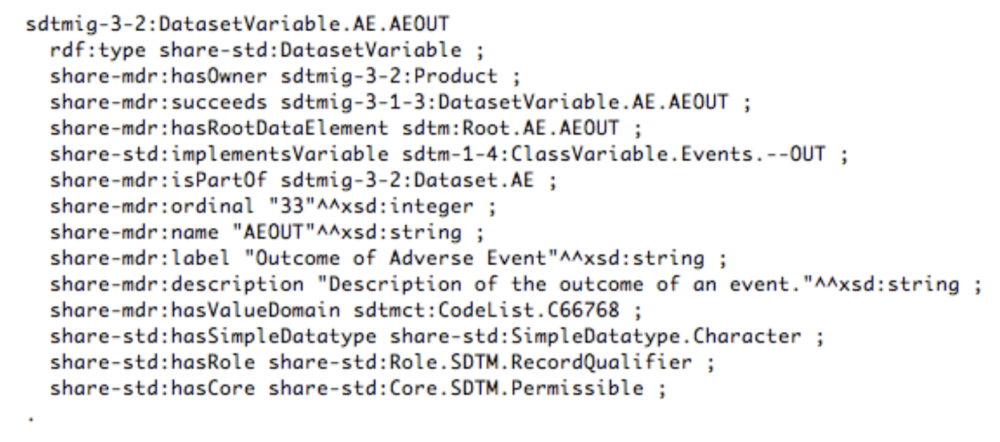 sdtmig-3-2:DatasetVariable.AE.AEOUT
rdf:type share-std:DatasetVariable ;
share-mdr:hasOwner sdtmig-3-2:Product ;
share-mdr:succeeds sdtmig-3-1-3:DatasetVariable.AE.AEOUT ;
share-mdr:hasRootDataElement sdtm:Root.AE.AEOUT ;
share-std:implementsVariable sdtm-1-4:ClassVariable.Events.--OUT ;
share-mdr:isPartOf sdtmig-3-2:Dataset.AE ;
share-mdr:ordinal "33"^^xsd:integer ;
share-mdr:name "AEOUT"^^xsd:string ;
share-mdr:label "Outcome of Adverse Event"^^xsd:string ;
share-mdr:description "Description of the outcome of an event."^^xsd:string ;
share-mdr:hasValueDomain sdtmct:CodeList.C66768 ;
share-std:hasSimpleDatatype share-std:SimpleDatatype.Character ;
share-std:hasRole share-std:Role.SDTM.RecordQualifier ;
share-std:hasCore share-std:Core.SDTM.Permissible ;
.